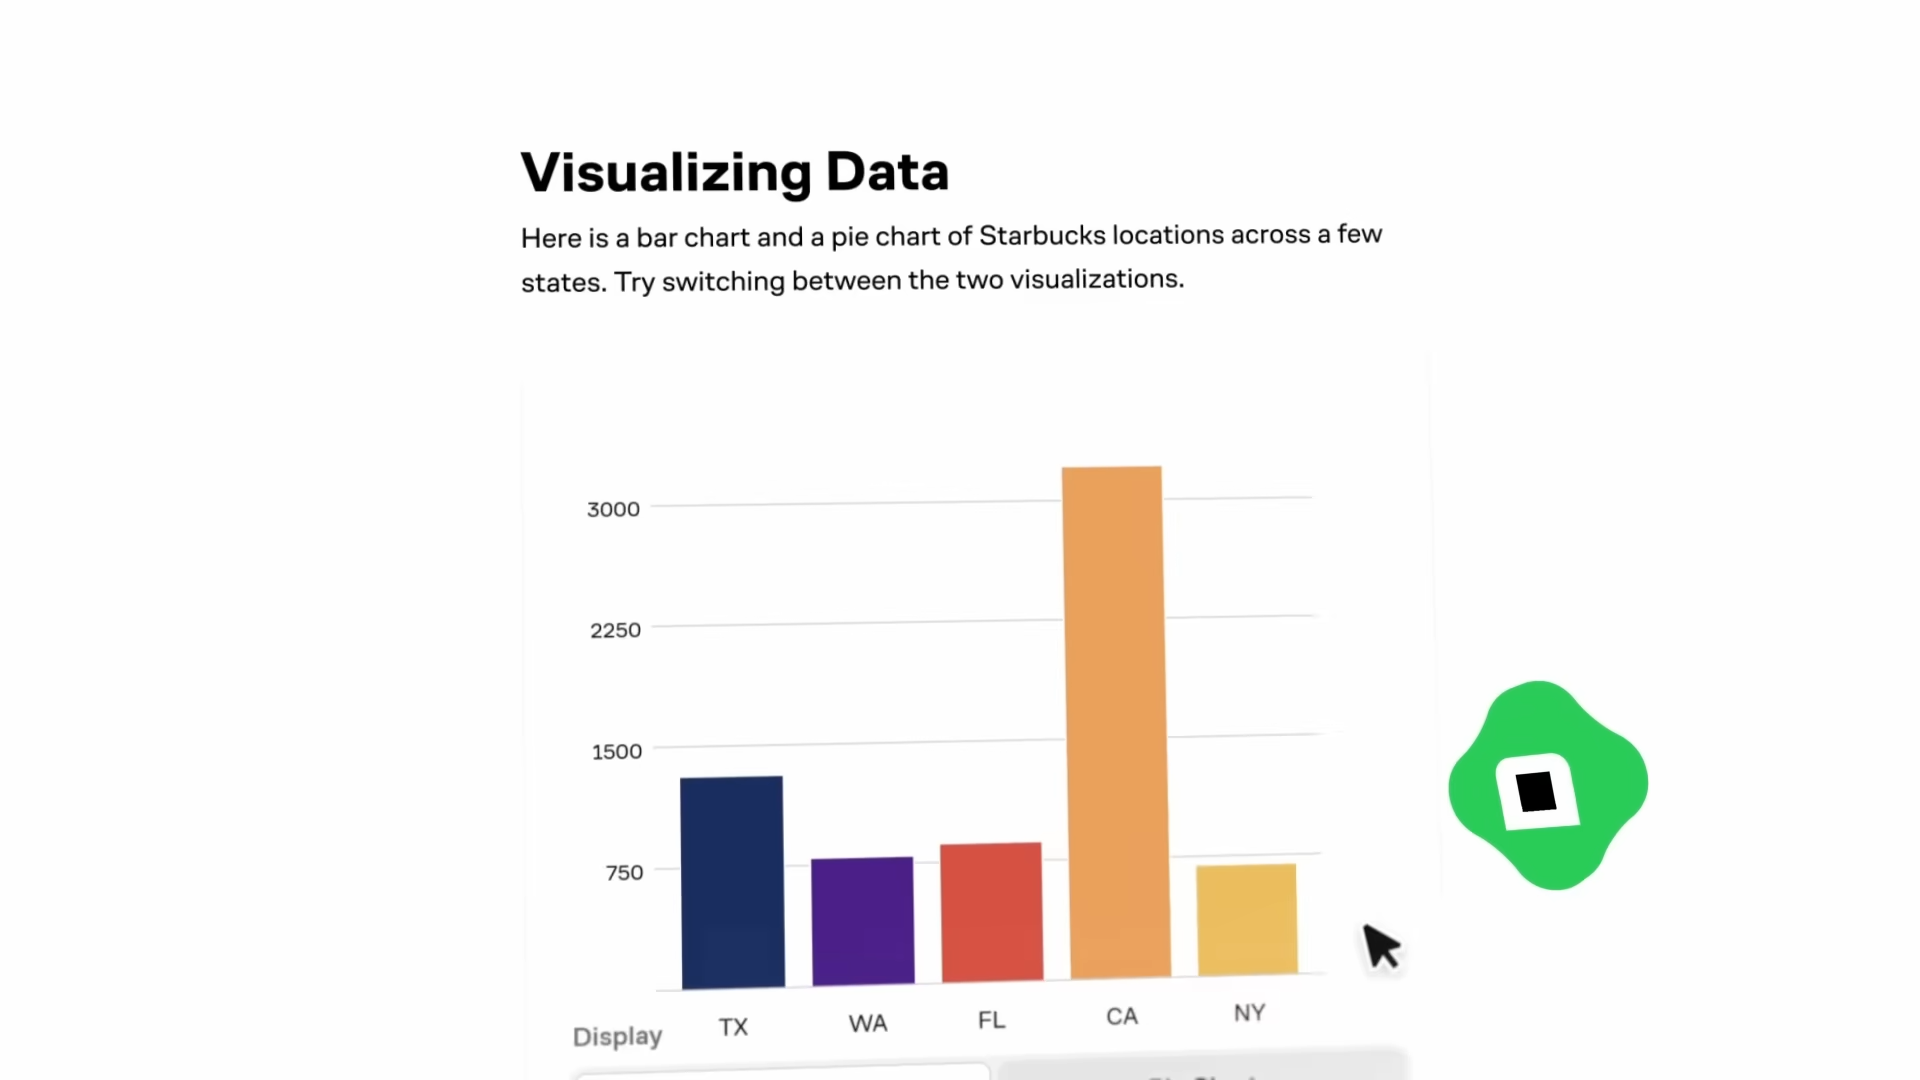 Visualizing Data
Here is a bar chart and a pie chart of Starbucks locations across a few
states. Try switching between the two visualizations.
3000
2250
1500
750
TX WA FL CA NY
Display